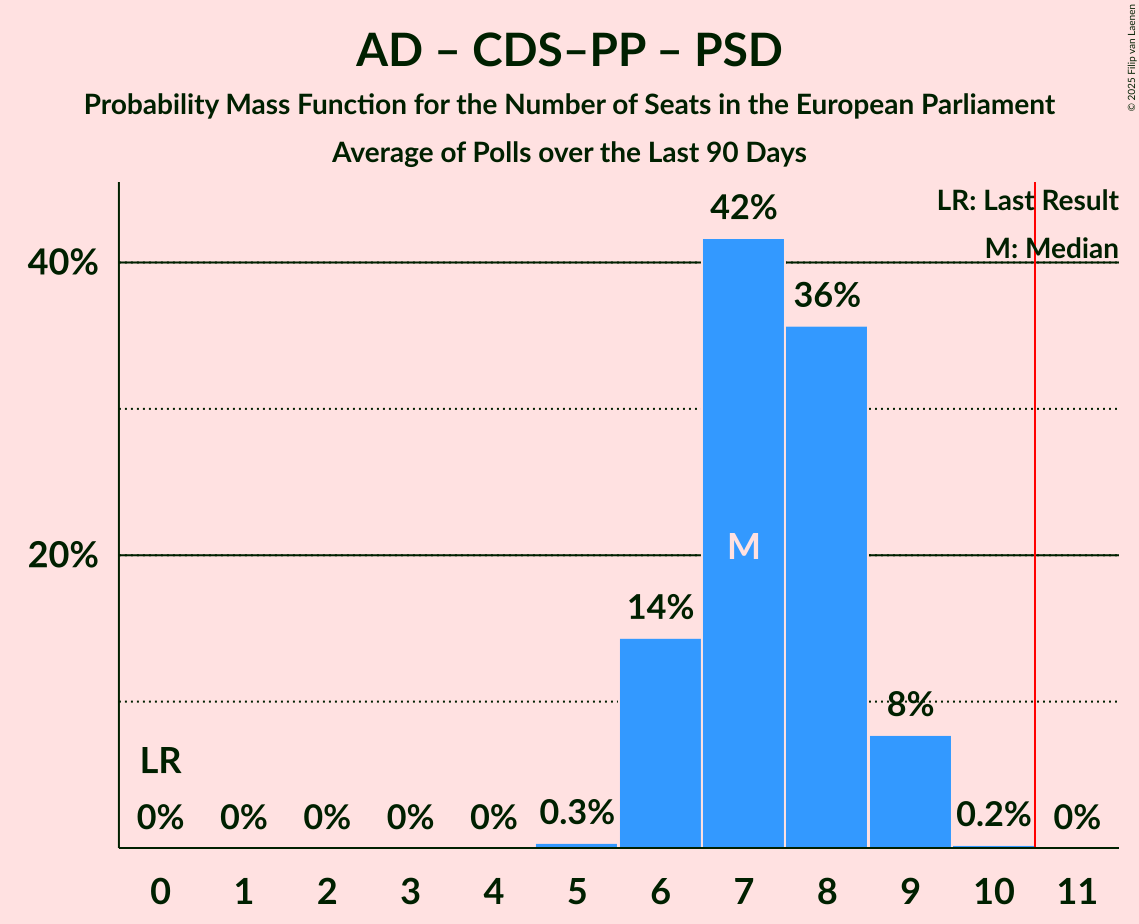 AD – CDS–PP – PSD
Probability Mass Function for the Number of Seats in the European Parliament
Average of Polls over the Last 90 Days
© 2025 Filip van Laenen
LR: Last Result
M: Median
42%
40%
36%
20%
M
14%
8%
LR
0% 0% 0% 0% 0% 0.3% 0.2% 0%
0 1 2 3 4 5 6 7 8 9 10 11